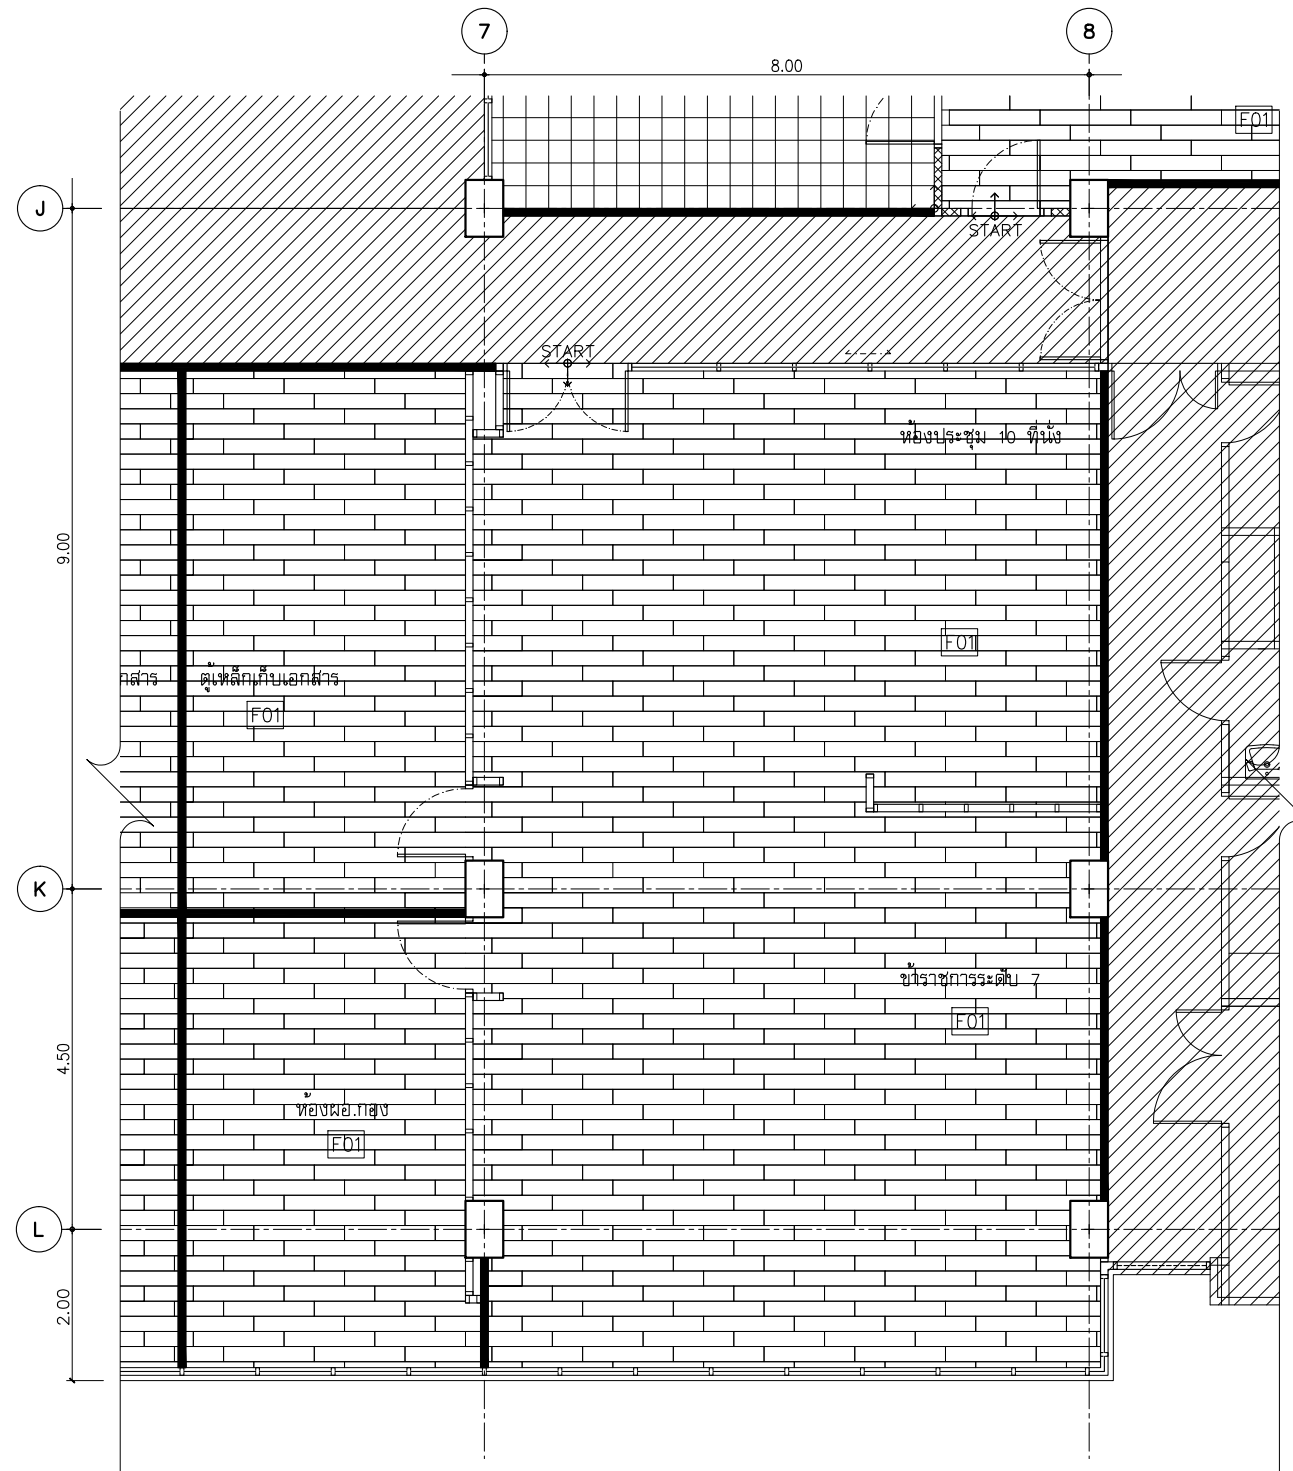 7
8
8.00
F01
J
START
START
ห้องประชุม 10 ที่นั่ง
9.00
F01
กสาร
ตู้เหล็กเก็บเอกสาร
F01
K
ข้าราชการระดับ 7
F01
4.50
ห้องผอ.กอง
F01
L
2.00